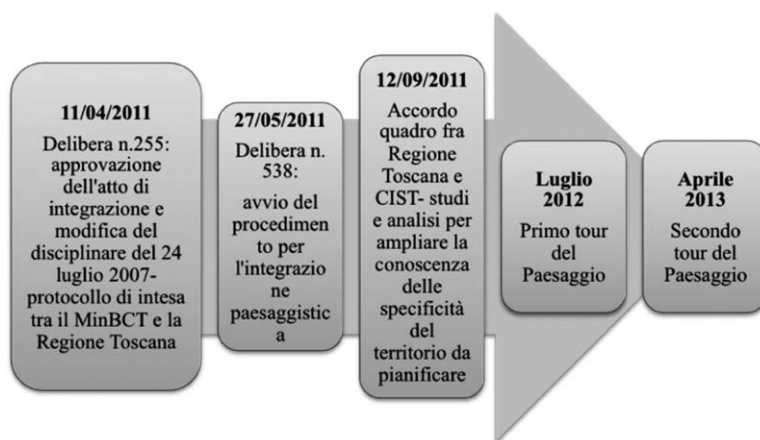 11/04/2011
Delibera n.255:
approvazione
dell'atto di
integrazione e
modifica del
disciplinare del 24
luglio 2007-
protocollo di intesa
tra il MinBCT e la
Regione Toscana
27/05/2011
Delibera n.
538:
avvio del
procedimen
to per
l'integrazio
ne
paesaggistic
a
12/09/2011
Accordo
quadro fra
Regione
Toscana e
CIST- studi
e analisi per
ampliare la
conoscenza
delle
specificità
del
territorio da
pianificare
Luglio
2012
Primo tour
del
Paesaggio
Aprile
2013
Secondo
tour del
Paesaggio